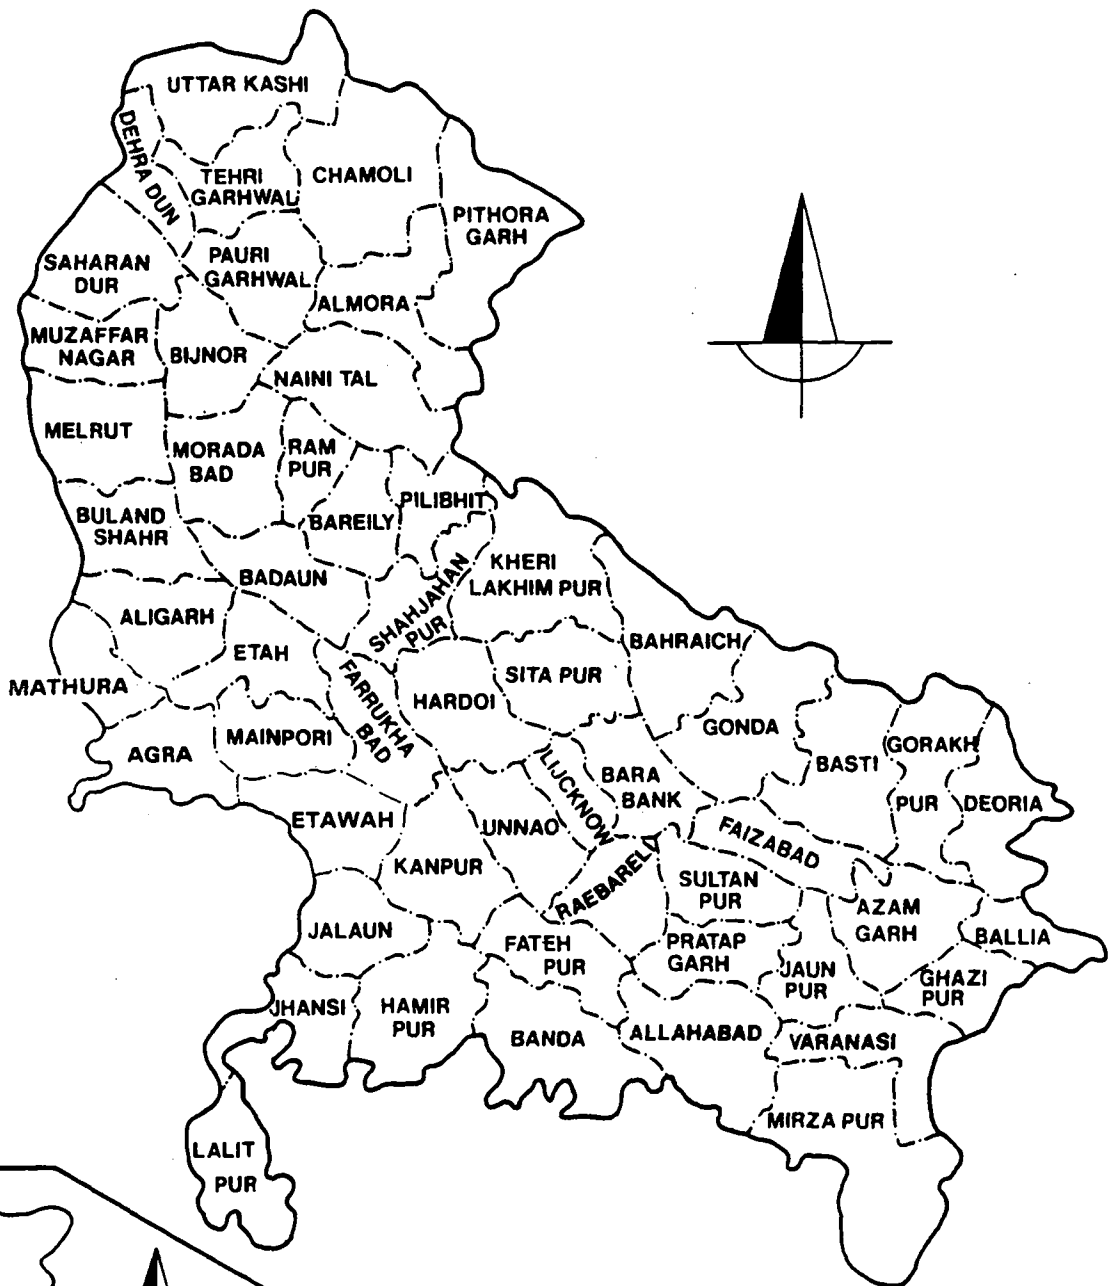 UTTAR KASHI
DEHRA DUN
TEHRI
GARHWAL
CHAMOLI
PITHORA
GARH
SAHARAN
DUR
PAURI
GARHWAL
ALMORA
MUZAFFAR
NAGAR
BIJNOR
NAINI TAL
MELRUT
MORADA
BAD
RAM
PUR
BULAND
SHAHR
BAREILY
PILIBHIT
BADAUN
SHAHJAHAN
PUR
KHERI
LAKHIM PUR
ALIGARH
ETAH
MATHURA
FARRUKHA
BAD
HARDOI
SITA PUR
BAHRAICH
AGRA
MAINPORI
GONDA
BASTI
GORAKH
PUR
DEORIA
ETAWAH
KANPUR
UNNAO
LIJCKNOW
BARA
BANK
FAIZABAD
RAEBARELI
SULTAN
PUR
AZAM
GARH
BALLIA
JALAUN
FATEH
PUR
PRATAP
GARH
JAUN
PUR
GHAZI
PUR
JHANSI
HAMIR
PUR
BANDA
ALLAHABAD
VARANASI
MIRZA PUR
LALIT
PUR